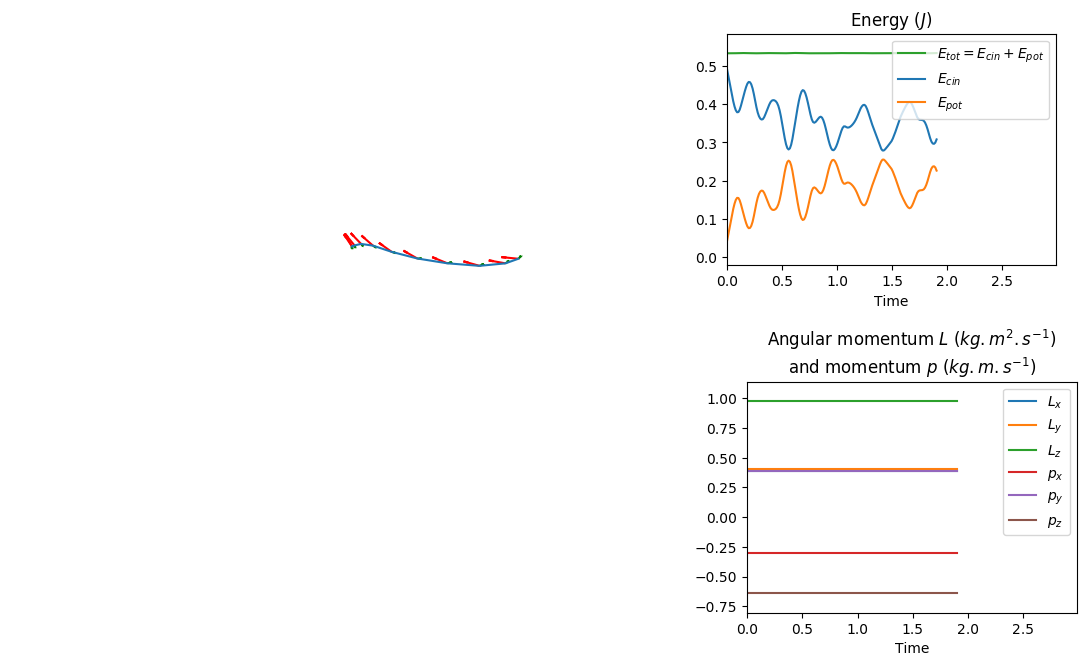 Energy (J)
E_tot = E_cin + E_pot
E_cin
E_pot
0.5
0.4
0.3
0.2
0.1
0.0
0.0 0.5 1.0 1.5 2.0 2.5
Time
Angular momentum L (kg.m².s⁻¹)
and momentum p (kg.m.s⁻¹)
L_x
L_y
L_z
p_x
p_y
p_z
1.00
0.75
0.50
0.25
0.00
−0.25
−0.50
−0.75
0.0 0.5 1.0 1.5 2.0 2.5
Time